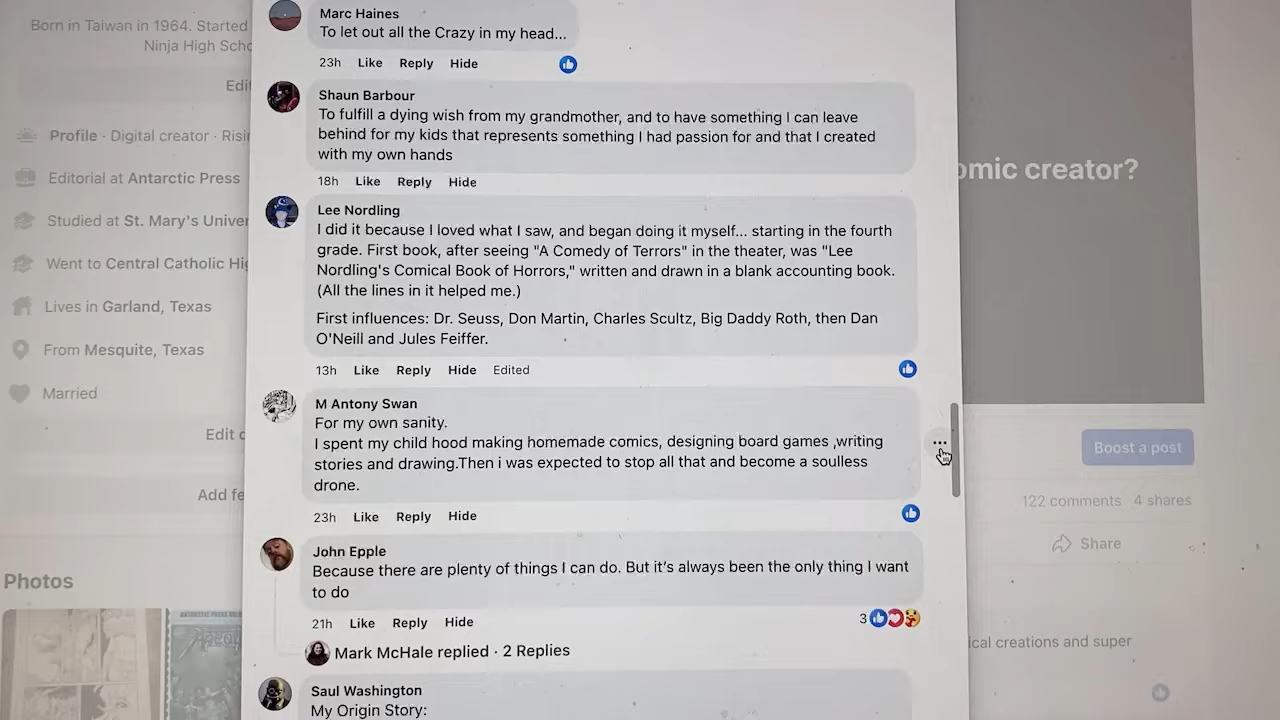 Born in Taiwan in 1964. Started
Ninja High Scho
Edi
Profile · Digital creator · Risi
Editorial at Antarctic Press
Studied at St. Mary's Univer
Went to Central Catholic Hi
Lives in Garland, Texas
From Mesquite, Texas
Married
Edit
Add fe
Photos
Marc Haines
To let out all the Crazy in my head...
23h Like Reply Hide
Shaun Barbour
To fulfill a dying wish from my grandmother, and to have something I can leave
behind for my kids that represents something I had passion for and that I created
with my own hands
18h Like Reply Hide
Lee Nordling
I did it because I loved what I saw, and began doing it myself... starting in the fourth
grade. First book, after seeing "A Comedy of Terrors" in the theater, was "Lee
Nordling's Comical Book of Horrors," written and drawn in a blank accounting book.
(All the lines in it helped me.)
First influences: Dr. Seuss, Don Martin, Charles Scultz, Big Daddy Roth, then Dan
O'Neill and Jules Feiffer.
13h Like Reply Hide Edited
M Antony Swan
For my own sanity.
I spent my child hood making homemade comics, designing board games ,writing
stories and drawing.Then i was expected to stop all that and become a soulless
drone.
23h Like Reply Hide
John Epple
Because there are plenty of things I can do. But it's always been the only thing I want
to do
21h Like Reply Hide
3
Mark McHale replied · 2 Replies
Saul Washington
My Origin Story:
omic creator?
Boost a post
122 comments 4 shares
Share
ical creations and super